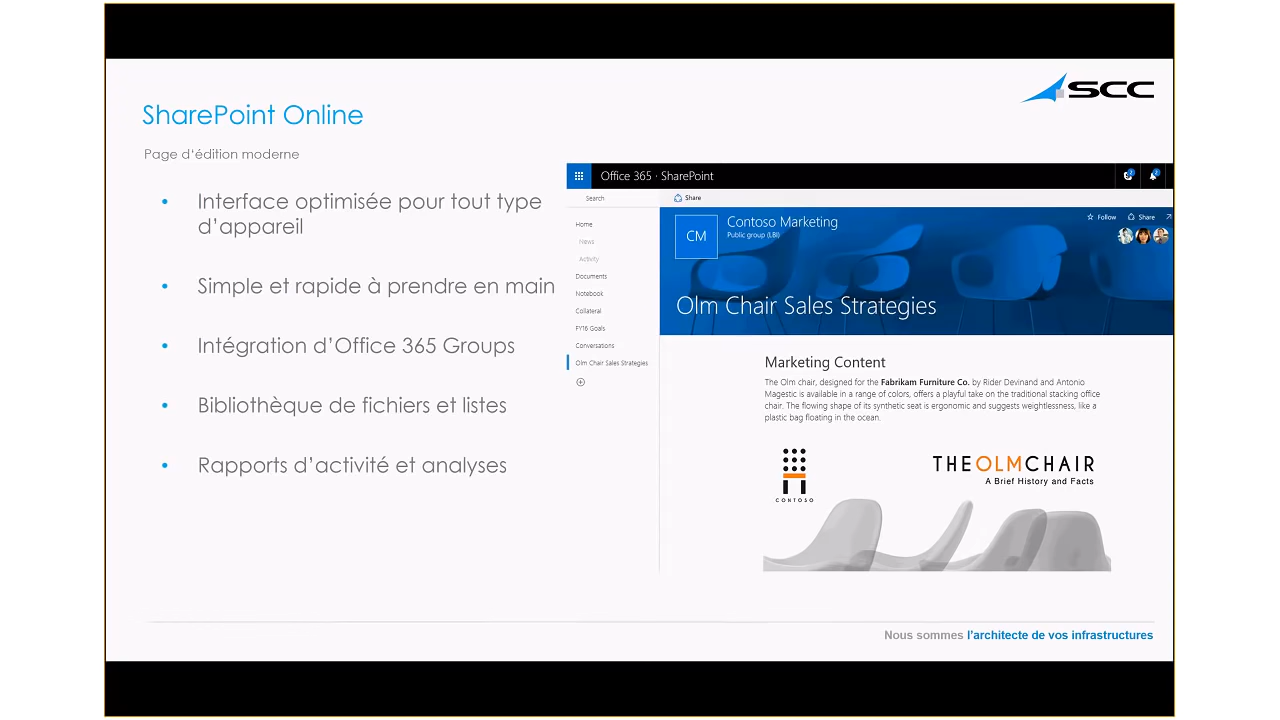 SCC
SharePoint Online
Page d'édition moderne
• Interface optimisée pour tout type
d'appareil
• Simple et rapide à prendre en main
• Intégration d'Office 365 Groups
• Bibliothèque de fichiers et listes
• Rapports d'activité et analyses
Office 365 · SharePoint
Search
Share
Home
News
Activity
Documents
Notebook
Collateral
FY16 Goals
Conversations
Olm Chair Sales Strategies
CM
Contoso Marketing
Public group (LBI)
Follow
Share
Olm Chair Sales Strategies
Marketing Content
The Olm chair, designed for the Fabrikam Furniture Co. by Rider Devinand and Antonio
Magestic is available in a range of colors, offers a playful take on the traditional stacking office
chair. The flowing shape of its synthetic seat is ergonomic and suggests weightlessness, like a
plastic bag floating in the ocean.
CONTOSO
THEOLMCHAIR
A Brief History and Facts
Nous sommes l'architecte de vos infrastructures